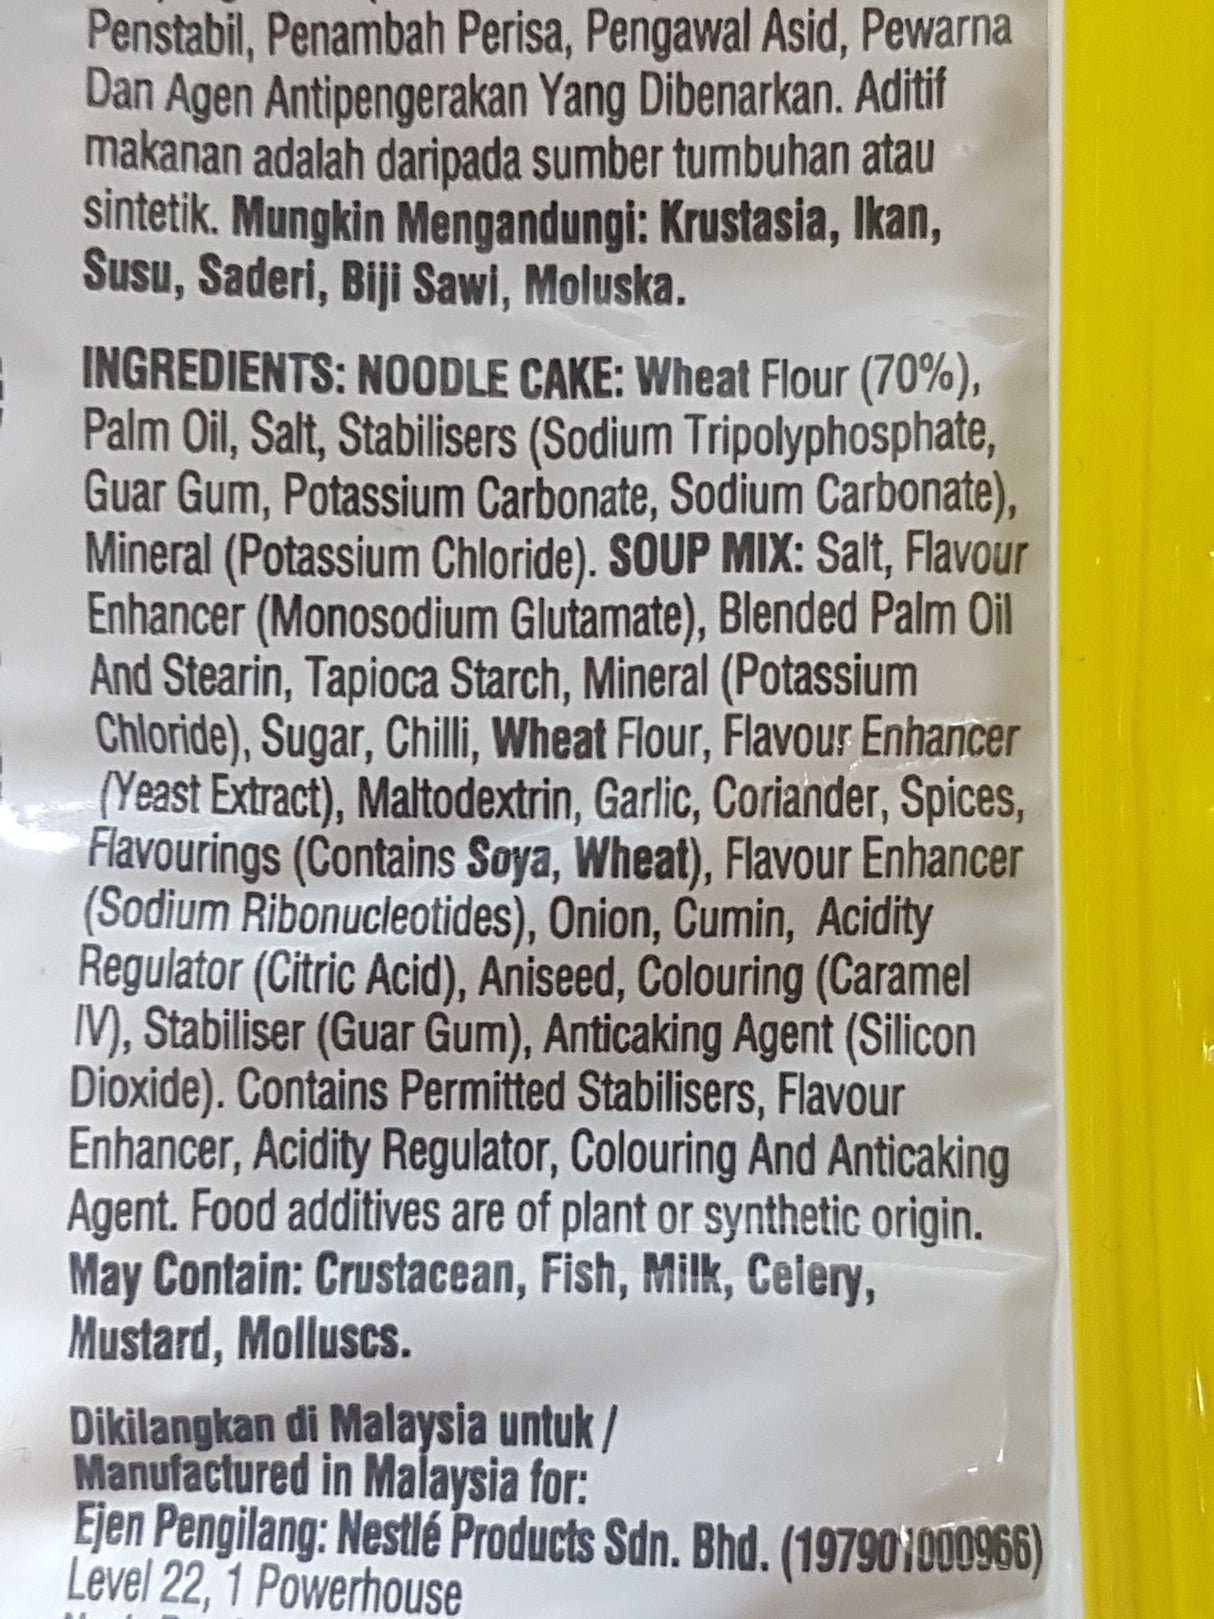 Penstabil, Penambah Perisa, Pengawal Asid, Pewarna
Dan Agen Antipengerakan Yang Dibenarkan. Aditif
makanan adalah daripada sumber tumbuhan atau
sintetik. Mungkin Mengandungi: Krustasia, Ikan,
Susu, Saderi, Biji Sawi, Moluska.
INGREDIENTS: NOODLE CAKE: Wheat Flour (70%),
Palm Oil, Salt, Stabilisers (Sodium Tripolyphosphate,
Guar Gum, Potassium Carbonate, Sodium Carbonate),
Mineral (Potassium Chloride). SOUP MIX: Salt, Flavour
Enhancer (Monosodium Glutamate), Blended Palm Oil
And Stearin, Tapioca Starch, Mineral (Potassium
Chloride), Sugar, Chilli, Wheat Flour, Flavour Enhancer
(Yeast Extract), Maltodextrin, Garlic, Coriander, Spices,
Flavourings (Contains Soya, Wheat), Flavour Enhancer
(Sodium Ribonucleotides), Onion, Cumin, Acidity
Regulator (Citric Acid), Aniseed, Colouring (Caramel
IV), Stabiliser (Guar Gum), Anticaking Agent (Silicon
Dioxide). Contains Permitted Stabilisers, Flavour
Enhancer, Acidity Regulator, Colouring And Anticaking
Agent. Food additives are of plant or synthetic origin.
May Contain: Crustacean, Fish, Milk, Celery,
Mustard, Molluscs.
Dikilangkan di Malaysia untuk /
Manufactured in Malaysia for:
Ejen Pengilang: Nestlé Products Sdn. Bhd. (197901000966)
Level 22, 1 Powerhouse